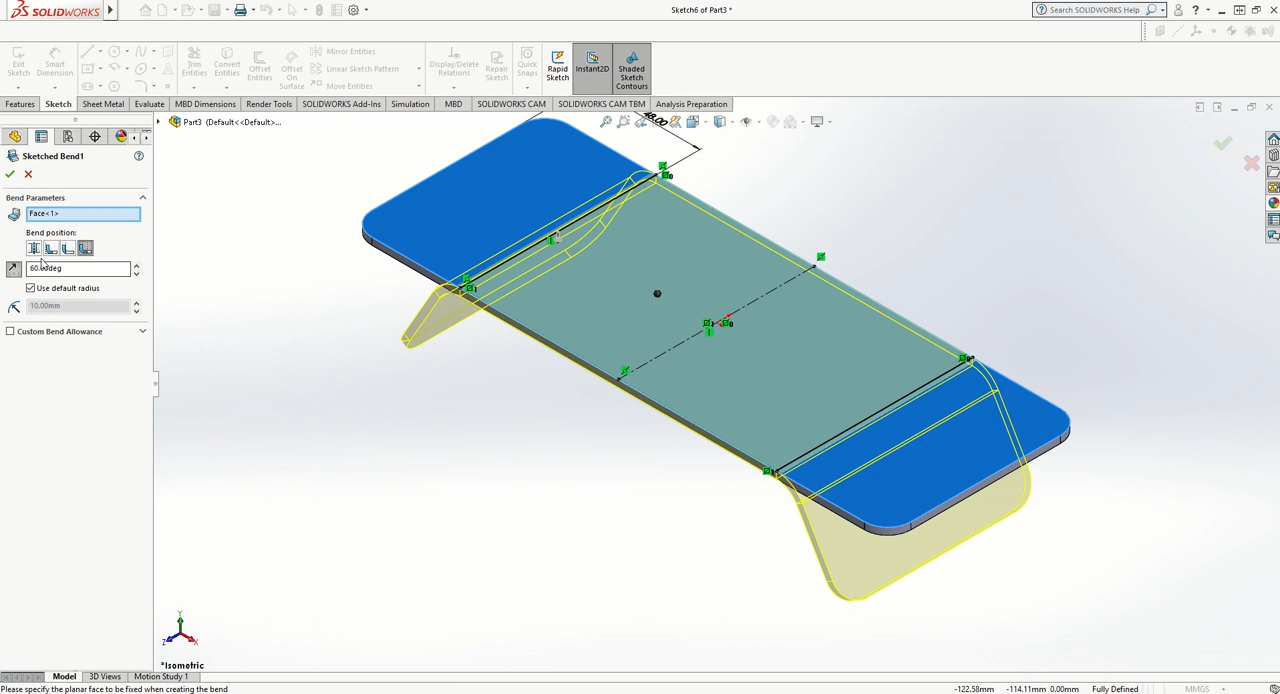 SOLIDWORKS
Sketch6 of Part3 *
Search SOLIDWORKS Help
Exit Sketch
Smart Dimension
Trim Entities
Convert Entities
Offset Entities
Offset On Surface
Mirror Entities
Linear Sketch Pattern
Move Entities
Display/Delete Relations
Repair Sketch
Quick Snaps
Rapid Sketch
Instant2D
Shaded Sketch Contours
Features
Sketch
Sheet Metal
Evaluate
MBD Dimensions
Render Tools
SOLIDWORKS Add-Ins
Simulation
MBD
SOLIDWORKS CAM
SOLIDWORKS CAM TBM
Analysis Preparation
Part3 (Default<<Default>...
Sketched Bend1
Bend Parameters
Face<1>
Bend position:
Use default radius
10.00mm
Custom Bend Allowance
Y
Z
X
*Isometric
Model
3D Views
Motion Study 1
Please specify the planar face to be fixed when creating the bend
-122.58mm
-114.11mm 0.00mm
Fully Defined
MMGS